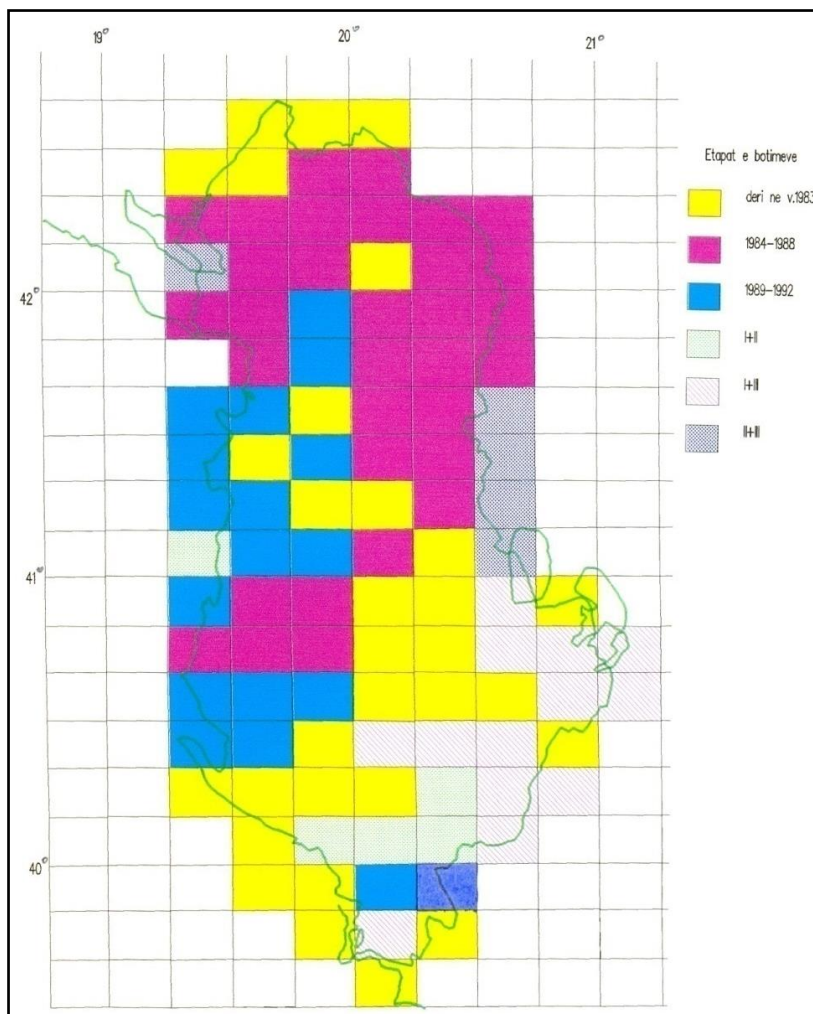 19°
20°
21°
Etapat e botimeve
deri ne v.1983
1984-1988
42°
1989-1992
I+II
I+III
II+III
41°
40°